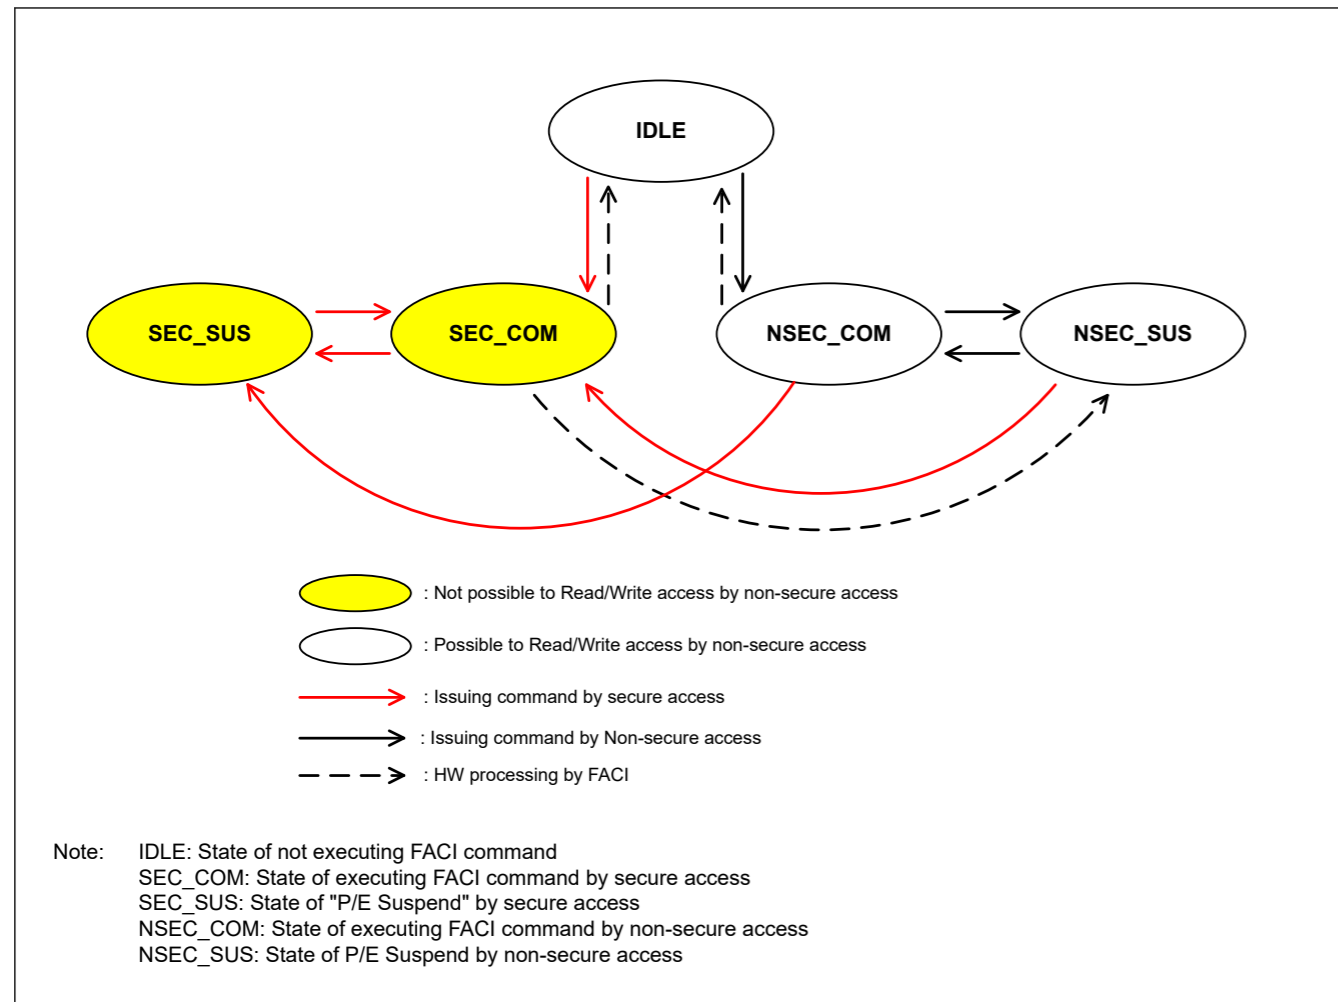 IDLE
SEC_SUS
SEC_COM
NSEC_COM
NSEC_SUS
: Not possible to Read/Write access by non-secure access
: Possible to Read/Write access by non-secure access
: Issuing command by secure access
: Issuing command by Non-secure access
: HW processing by FACI
Note: IDLE: State of not executing FACI command
SEC_COM: State of executing FACI command by secure access
SEC_SUS: State of "P/E Suspend" by secure access
NSEC_COM: State of executing FACI command by non-secure access
NSEC_SUS: State of P/E Suspend by non-secure access